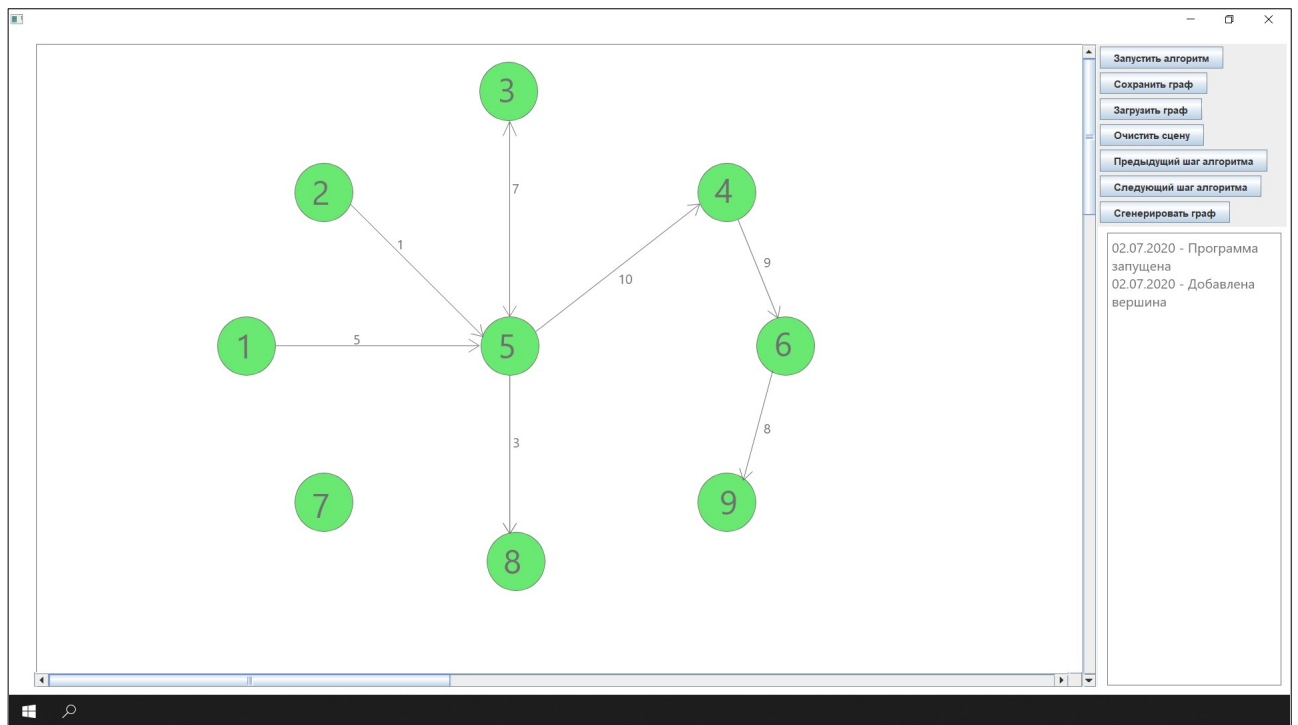 3
2
7
4
1
10
9
1
5
5
6
3
8
7
9
8
Запустить алгоритм
Сохранить граф
Загрузить граф
Очистить сцену
Предыдущий шаг алгоритма
Следующий шаг алгоритма
Сгенерировать граф
02.07.2020 - Программа
запущена
02.07.2020 - Добавлена
вершина